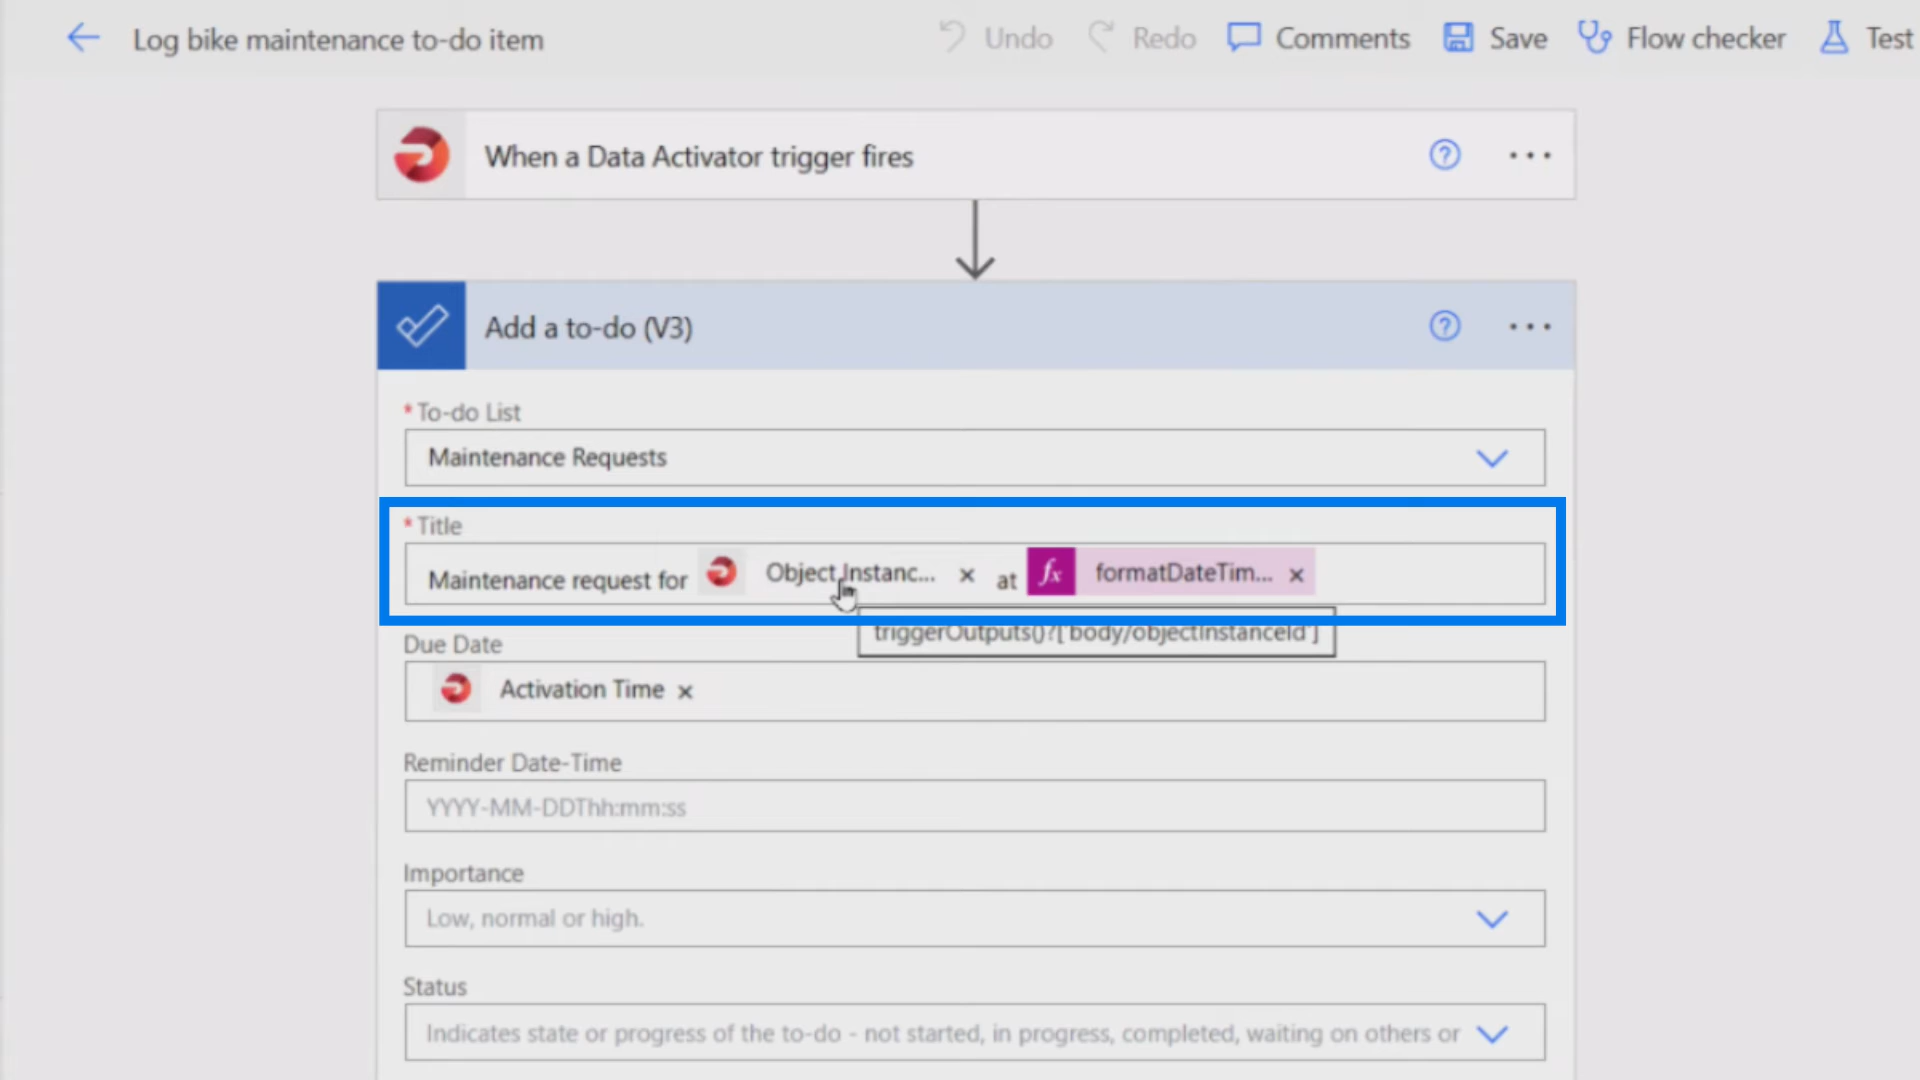 Log bike maintenance to-do item Undo Redo Comments Save Flow checker Test
When a Data Activator trigger fires
Add a to-do (V3)
* To-do List
Maintenance Requests
* Title
Maintenance request for Object Instanc... × at fx formatDateTim... ×
triggerOutputs()?['body/objectInstanceId']
Due Date
Activation Time ×
Reminder Date-Time
YYYY-MM-DDThh:mm:ss
Importance
Low, normal or high.
Status
Indicates state or progress of the to-do - not started, in progress, completed, waiting on others or